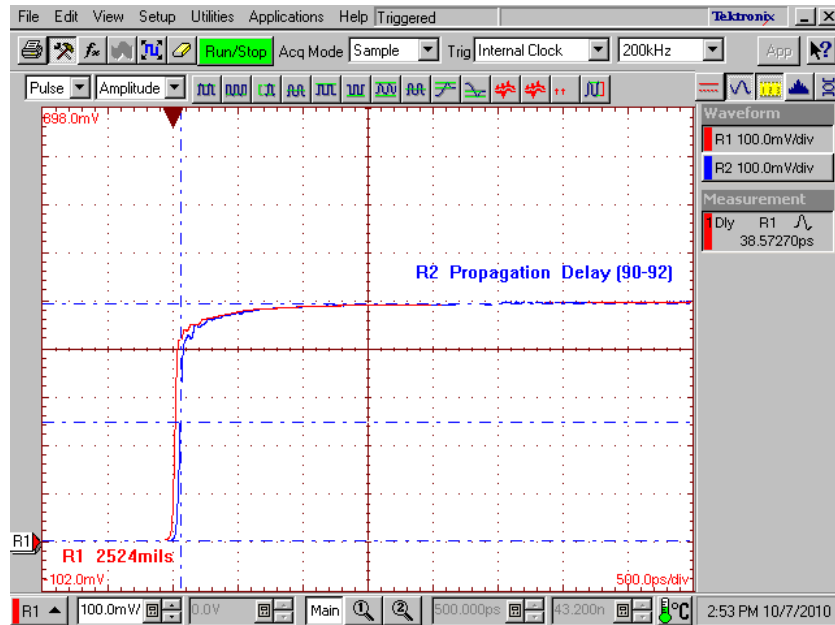 File Edit View Setup Utilities Applications Help Triggered Tektronix
Run/Stop Acq Mode Sample Trig Internal Clock 200kHz App
Pulse Amplitude
898.0mV
Waveform
R1 100.0mV/div
R2 100.0mV/div
Measurement
1 Dly R1
38.57270ps
R2 Propagation Delay (90-92)
R1
R1 2524mils
-102.0mV
500.0ps/div
R1 100.0mV/ 0.0V Main 1 2 500.000ps 43.200n °C 2:53 PM 10/7/2010